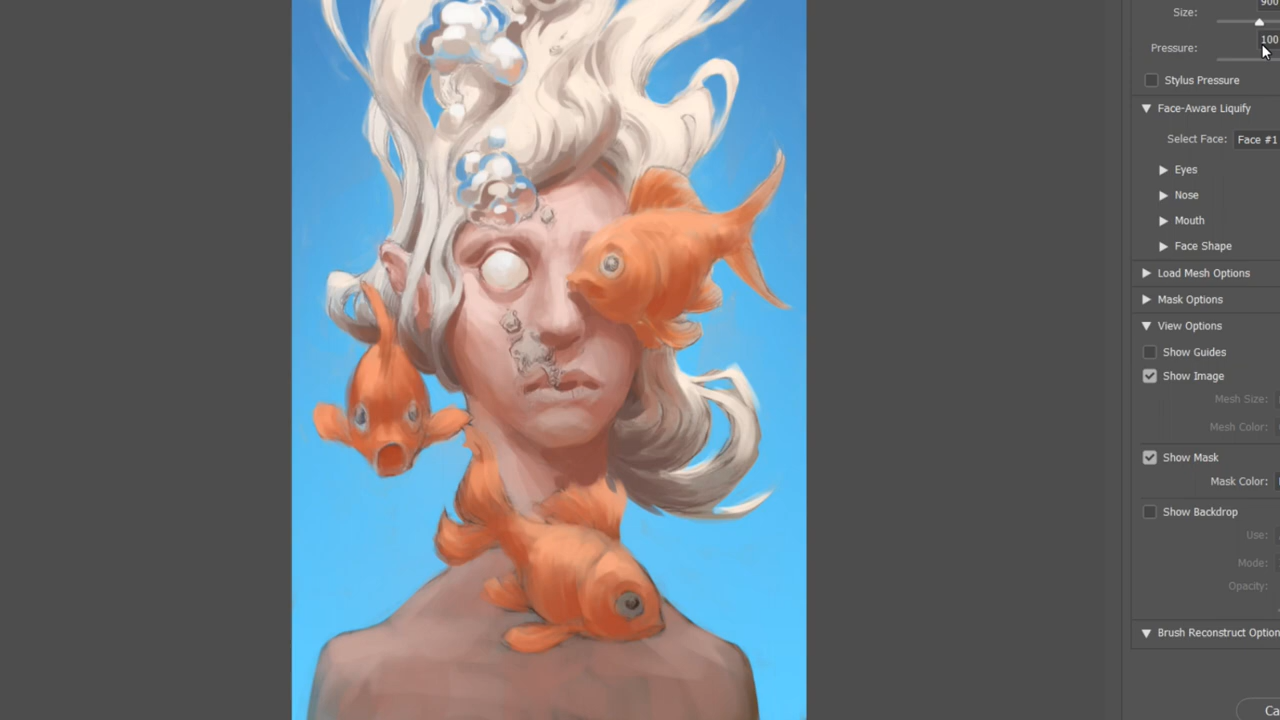 900
Size:
100
Pressure:
Stylus Pressure
Face-Aware Liquify
Select Face: Face #1
Eyes
Nose
Mouth
Face Shape
Load Mesh Options
Mask Options
View Options
Show Guides
Show Image
Mesh Size:
Mesh Color:
Show Mask
Mask Color:
Show Backdrop
Use:
Mode:
Opacity:
Brush Reconstruct Option
Ca